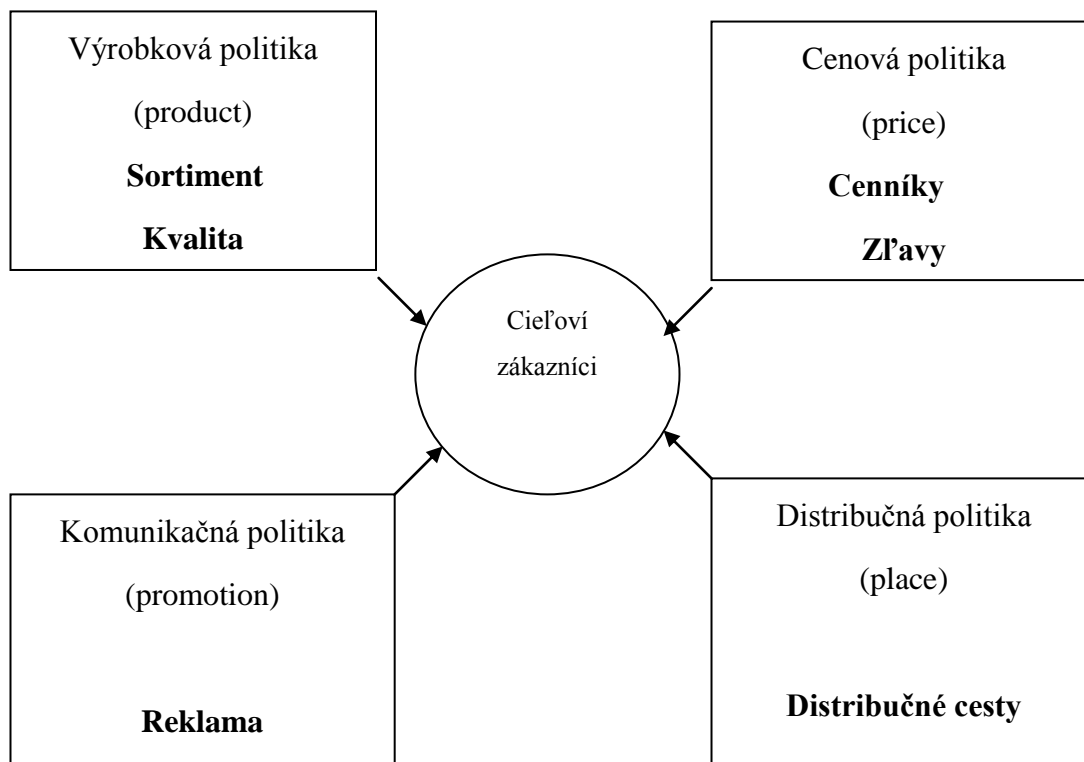 Výrobková politika
(product)
Sortiment
Kvalita
Cenová politika
(price)
Cenníky
Zľavy
Cieľoví
zákazníci
Komunikačná politika
(promotion)
Reklama
Distribučná politika
(place)
Distribučné cesty